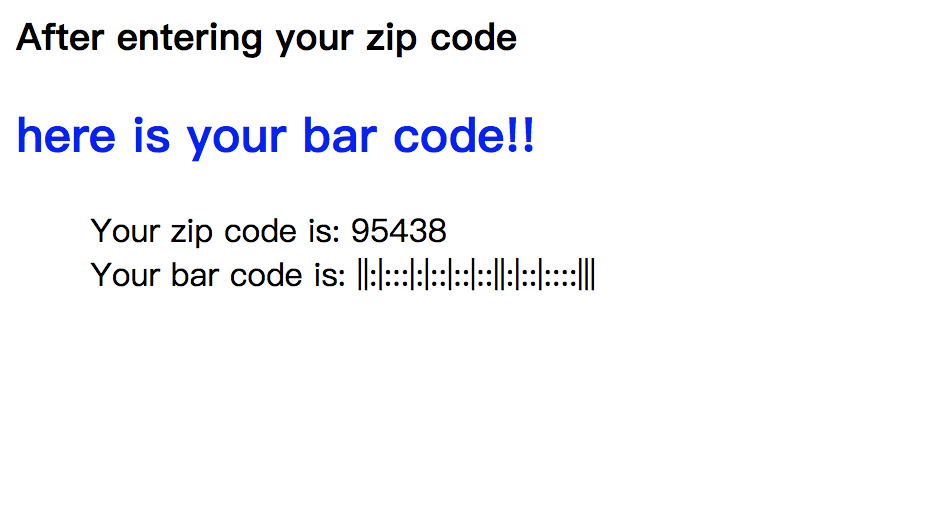 After entering your zip code
here is your bar code!!
Your zip code is: 95438
Your bar code is: ||:|:::|:|::|::|::||:|::|::::|||